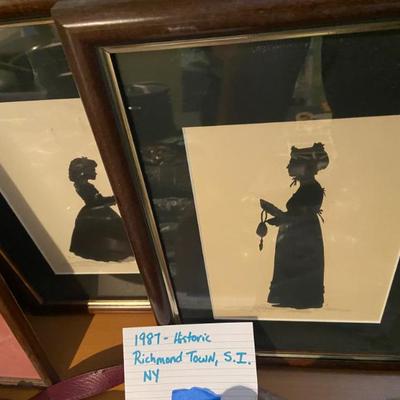 1987- Historic
Richmond Town, S.I.
NY